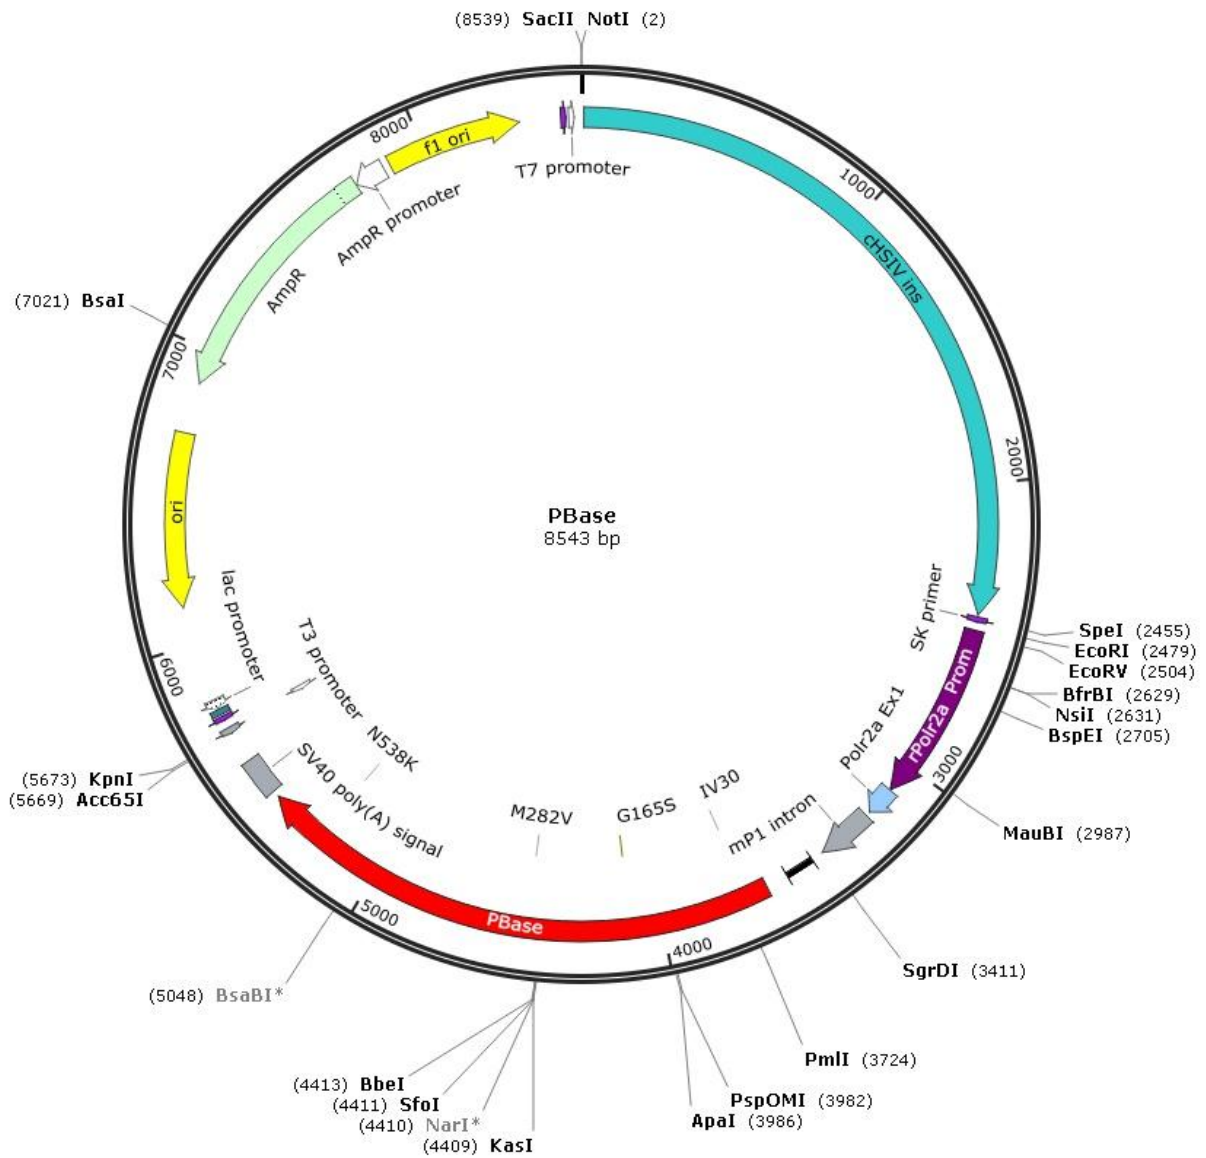 (8539) SacII NotI (2)
8000
f1 ori
T7 promoter
AmpR promoter
1000
cHSIV ins
AmpR
(7021) BsaI
7000
2000
ori
PBase
8543 bp
SK primer
SpeI (2455)
EcoRI (2479)
EcoRV (2504)
BfrBI (2629)
NsiI (2631)
BspEI (2705)
rPolr2a Prom
lac promoter
T3 promoter
6000
Polr2a Ex1
3000
N538K
SV40 poly(A) signal
IV30
mP1 intron
(5673) KpnI
(5669) Acc65I
M282V
G165S
MauBI (2987)
5000
PBase
4000
SgrDI (3411)
(5048) BsaBI*
PmlI (3724)
(4413) BbeI
(4411) SfoI
(4410) NarI*
(4409) KasI
PspOMI (3982)
ApaI (3986)